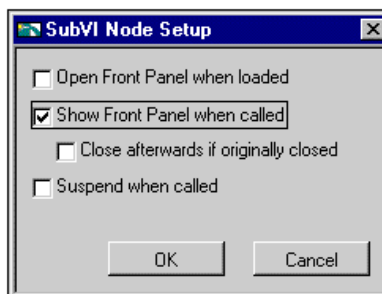 SubVI Node Setup
Open Front Panel when loaded
Show Front Panel when called
Close afterwards if originally closed
Suspend when called
OK
Cancel